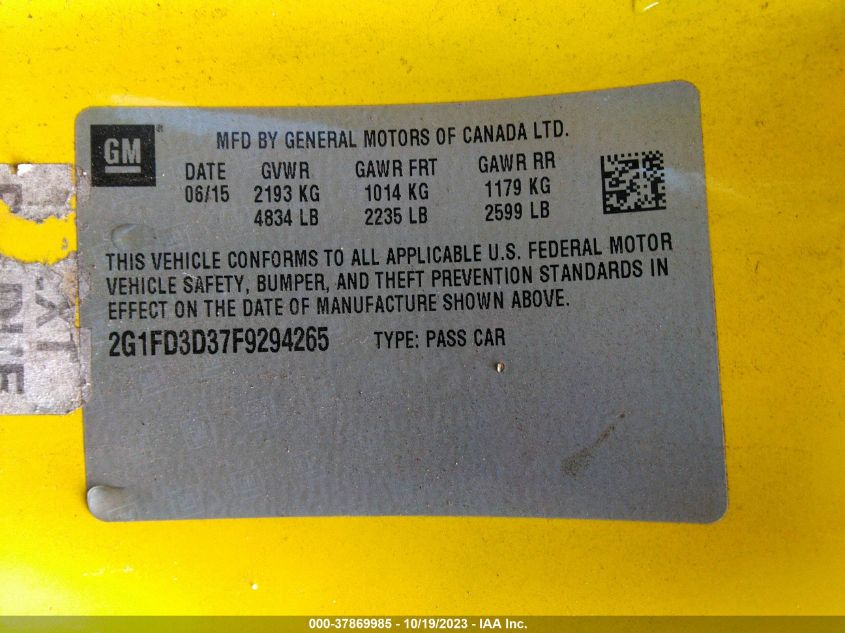 GM
®
MFD BY GENERAL MOTORS OF CANADA LTD.
DATE GVWR GAWR FRT GAWR RR
06/15 2193 KG 1014 KG 1179 KG
4834 LB 2235 LB 2599 LB
THIS VEHICLE CONFORMS TO ALL APPLICABLE U.S. FEDERAL MOTOR
VEHICLE SAFETY, BUMPER, AND THEFT PREVENTION STANDARDS IN
EFFECT ON THE DATE OF MANUFACTURE SHOWN ABOVE.
2G1FD3D37F9294265 TYPE: PASS CAR
000-37869985 - 10/19/2023 - IAA Inc.